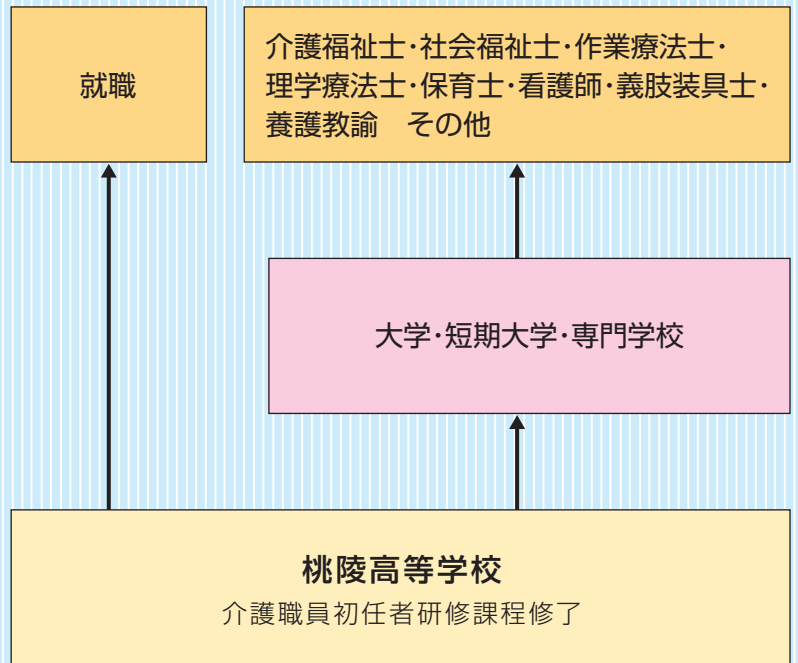 就職
介護福祉士・社会福祉士・作業療法士・
理学療法士・保育士・看護師・義肢装具士・
養護教諭　その他
大学・短期大学・専門学校
桃陵高等学校
介護職員初任者研修課程修了